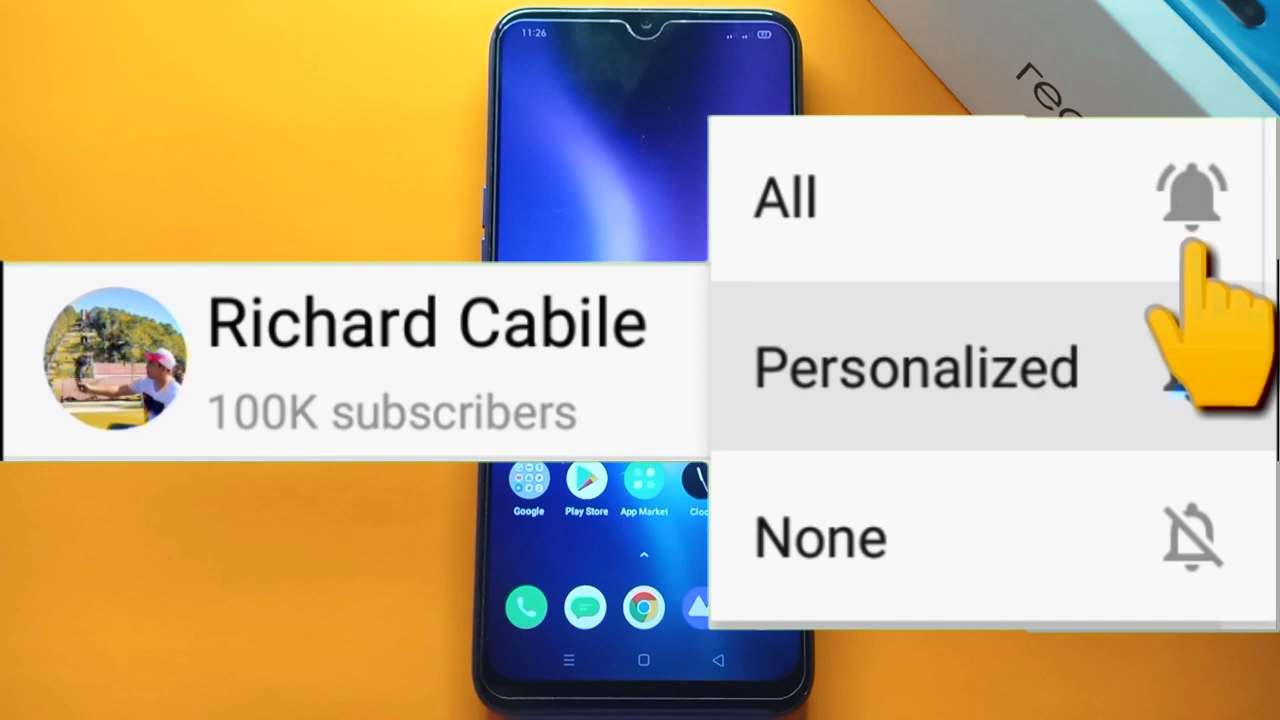 11:26
All
Richard Cabile
100K subscribers
Personalized
Google
Play Store
App Market
None